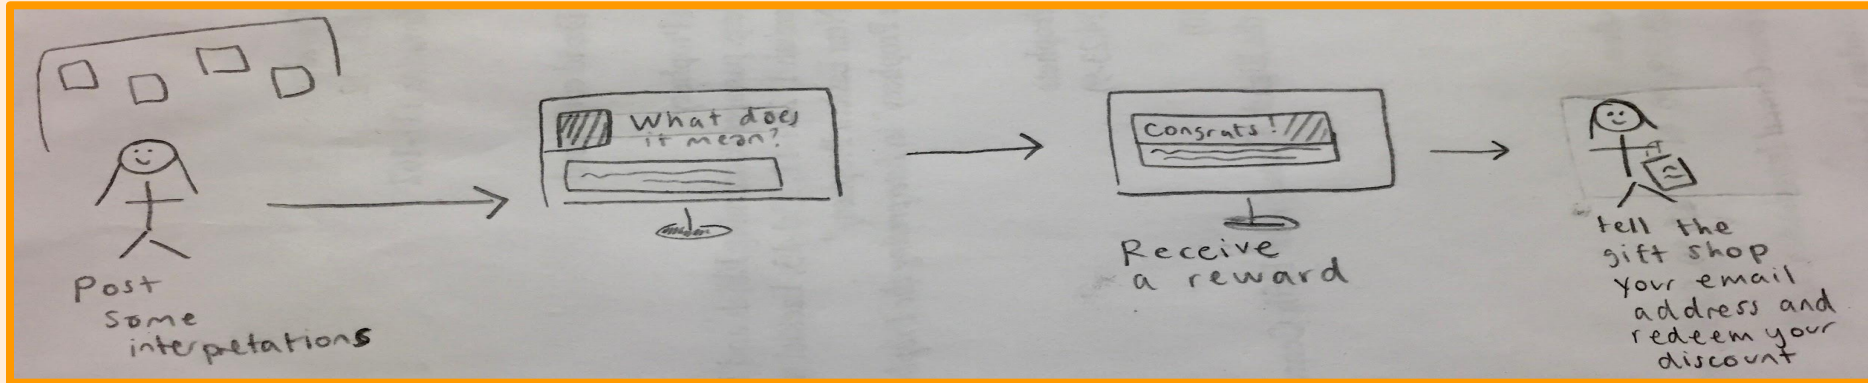 Post
some
interpretations
What does
it mean?
Congrats!
Receive
a reward
tell the
gift shop
your email
address and
redeem your
discount